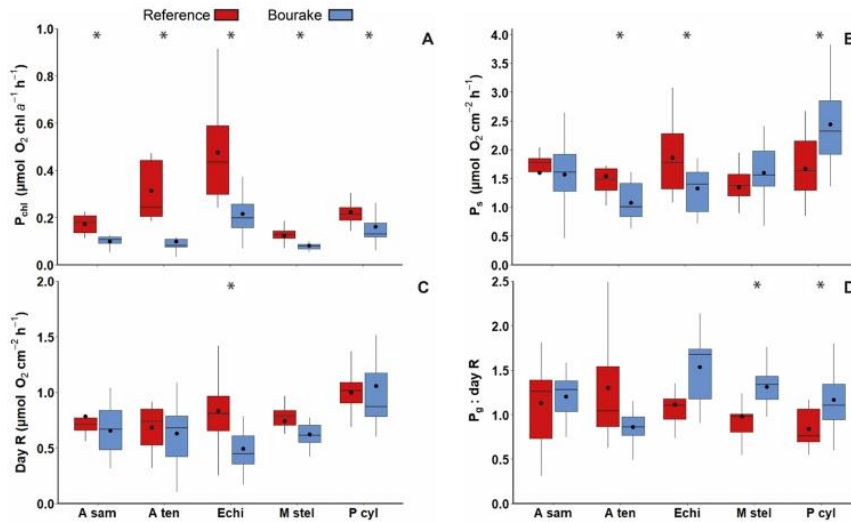 Reference Bourake
A
* * * * *
P_chl (µmol O₂ chl a⁻¹ h⁻¹)
1.0
0.8
0.6
0.4
0.2
0.0
B
* * *
P_s (µmol O₂ cm⁻² h⁻¹)
4.0
3.5
3.0
2.5
2.0
1.5
1.0
0.5
0.0
C
*
Day R (µmol O₂ cm⁻² h⁻¹)
2.0
1.5
1.0
0.5
0.0
A sam A ten Echi M stel P cyl
D
* *
P_g : day R
2.5
2.0
1.5
1.0
0.5
0.0
A sam A ten Echi M stel P cyl